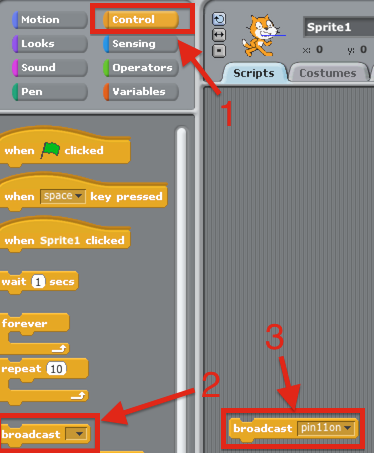 Motion Control
Looks Sensing
Sound Operators
Pen Variables
1
Sprite1
x: 0 y: 0
Scripts Costumes
when clicked
when space key pressed
when Sprite1 clicked
wait 1 secs
forever
repeat 10
2
broadcast
3
broadcast pin11on